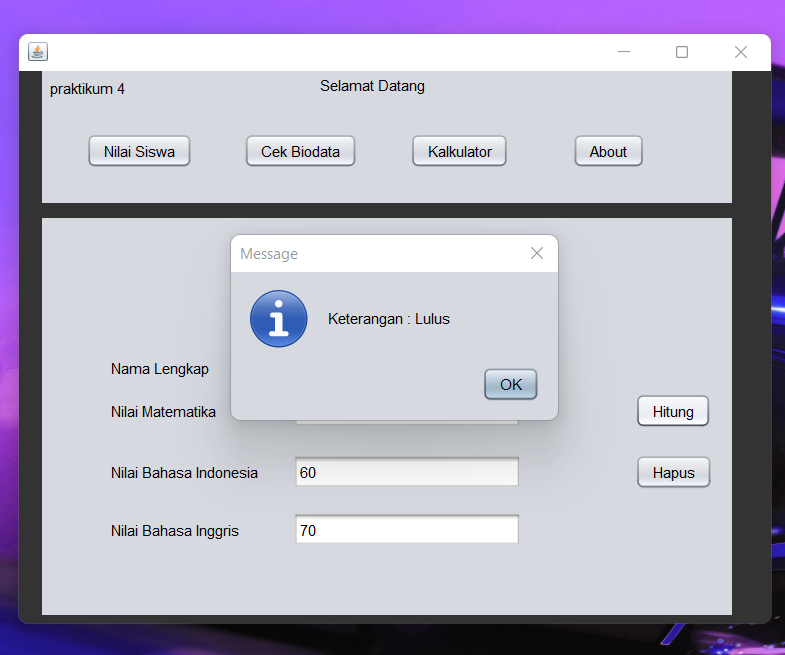 praktikum 4
Selamat Datang
Nilai Siswa
Cek Biodata
Kalkulator
About
Message
Keterangan : Lulus
OK
Nama Lengkap
Nilai Matematika
Hitung
Nilai Bahasa Indonesia
60
Hapus
Nilai Bahasa Inggris
70